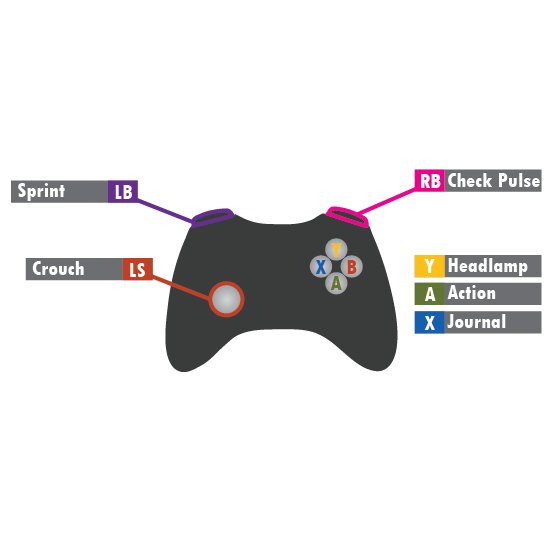 Sprint LB
RB Check Pulse
Crouch LS
Y
X B
A
Y Headlamp
A Action
X Journal